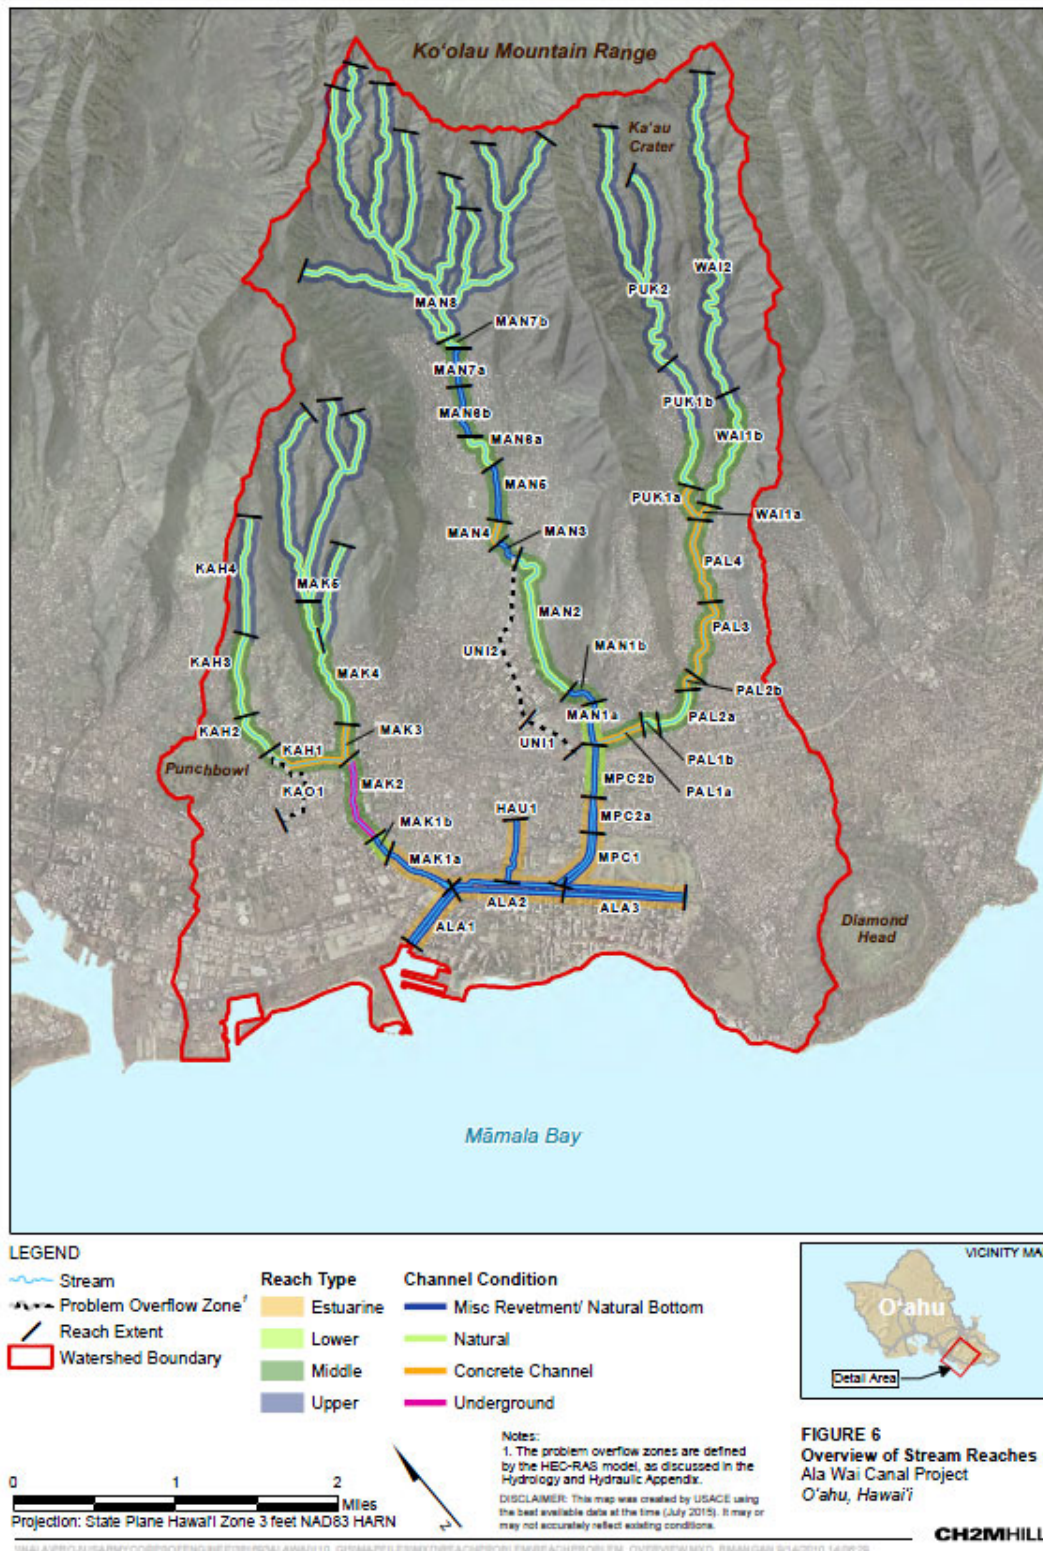 Ko'olau Mountain Range
Ka'au
Crater
WAI2
PUK2
MAN8
MAN7b
MAN7a
PUK1b
MAN6b
WAI1b
MAN6a
MAN5
PUK1a
WAI1a
MAN4
MAN3
PAL4
KAH4
MAK5
MAN2
PAL3
UNI2
MAN1b
KAH3
MAK4
PAL2b
MAN1a
PAL2a
KAH2
MAK3
UNI1
KAH1
PAL1b
Punchbowl
MAK2
MPC2b
PAL1a
KAO1
HAU1
MPC2a
MAK1b
MAK1a
MPC1
ALA2
ALA3
ALA1
Diamond
Head
Māmala Bay
LEGEND
Stream
Problem Overflow Zone¹
Reach Extent
Watershed Boundary
Reach Type
Estuarine
Lower
Middle
Upper
Channel Condition
Misc Revetment/ Natural Bottom
Natural
Concrete Channel
Underground
VICINITY MA
O'ahu
Detail Area
Notes:
1. The problem overflow zones are defined
by the HEC-RAS model, as discussed in the
Hydrology and Hydraulic Appendix.
DISCLAIMER: This map was created by USACE using
the best available data at the time (July 2015). It may or
may not accurately reflect existing conditions.
FIGURE 6
Overview of Stream Reaches
Ala Wai Canal Project
O'ahu, Hawai'i
0 1 2
Miles
Projection: State Plane Hawai'i Zone 3 feet NAD83 HARN
N
CH2MHILL